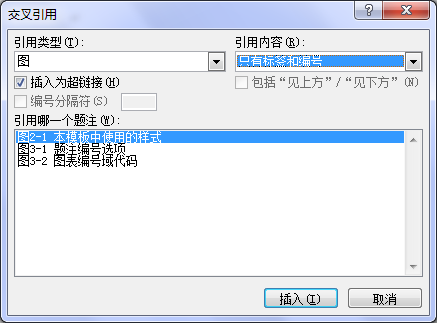 交叉引用
引用类型(T):
引用内容(R):
图
只有标签和编号
插入为超链接(H)
包括“见上方”/“见下方”(N)
编号分隔符(S)
引用哪一个题注(W):
图2-1 本模板中使用的样式
图3-1 题注编号选项
图3-2 图表编号域代码
插入(I)
取消